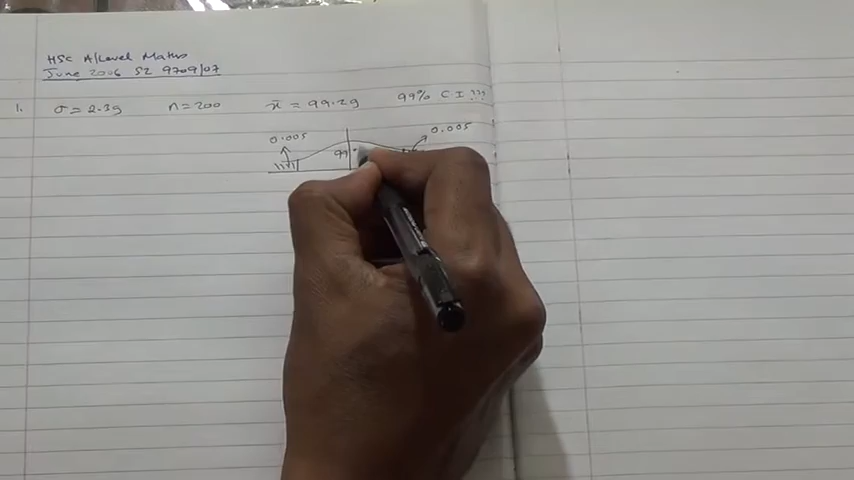 HSC A/Level Maths
June 2006 S2 9709/07
1. σ = 2.3g n = 200 x̄ = 99.2g 99% CI ???
0.005 0.005
99